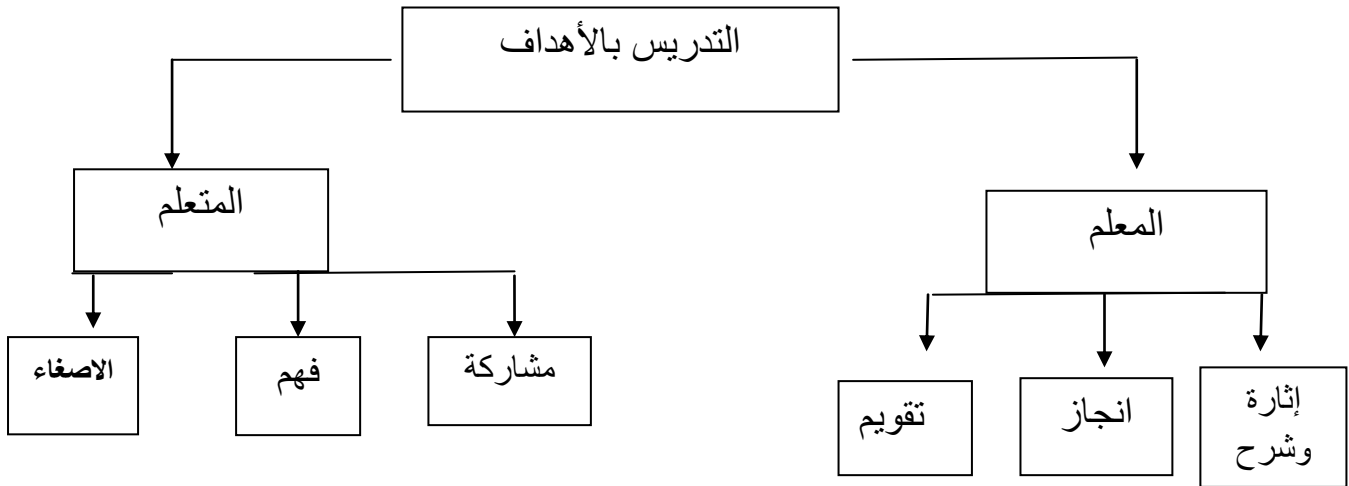 التدريس بالأهداف
المعلم
المتعلم
إثارة
وشرح
انجاز
تقويم
مشاركة
فهم
الاصغاء